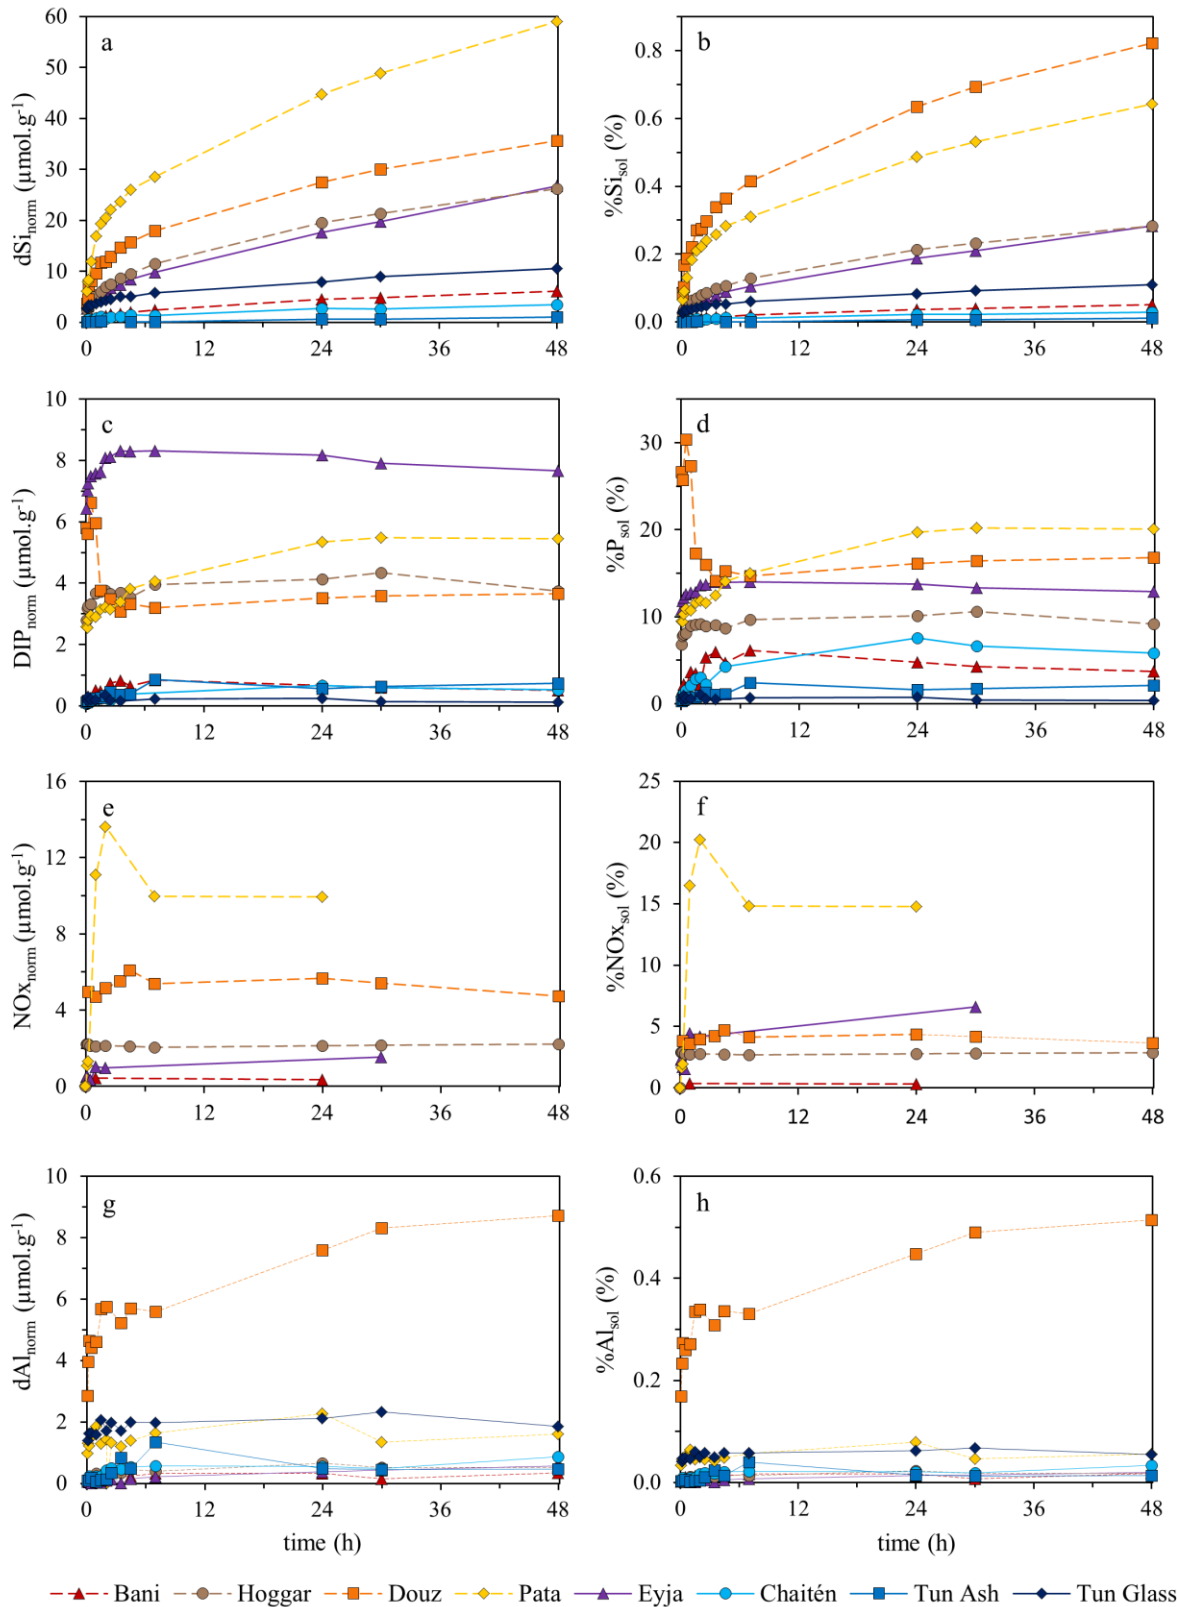 60
50
40
30
20
10
0
a
dSi_norm (µmol.g⁻¹)
0 12 24 36 48
0.8
0.6
0.4
0.2
0.0
b
%Si_sol (%)
0 12 24 36 48
10
8
6
4
2
0
c
DIP_norm (µmol.g⁻¹)
0 12 24 36 48
30
20
10
0
d
%P_sol (%)
0 12 24 36 48
16
12
8
4
0
e
NOx_norm (µmol.g⁻¹)
0 12 24 36 48
25
20
15
10
5
0
f
%NOx_sol (%)
0 12 24 36 48
10
8
6
4
2
0
g
dAl_norm (µmol.g⁻¹)
0 12 24 36 48
time (h)
0.6
0.4
0.2
0.0
h
%Al_sol (%)
0 12 24 36 48
time (h)
Bani Hoggar Douz Pata Eyja Chaitén Tun Ash Tun Glass